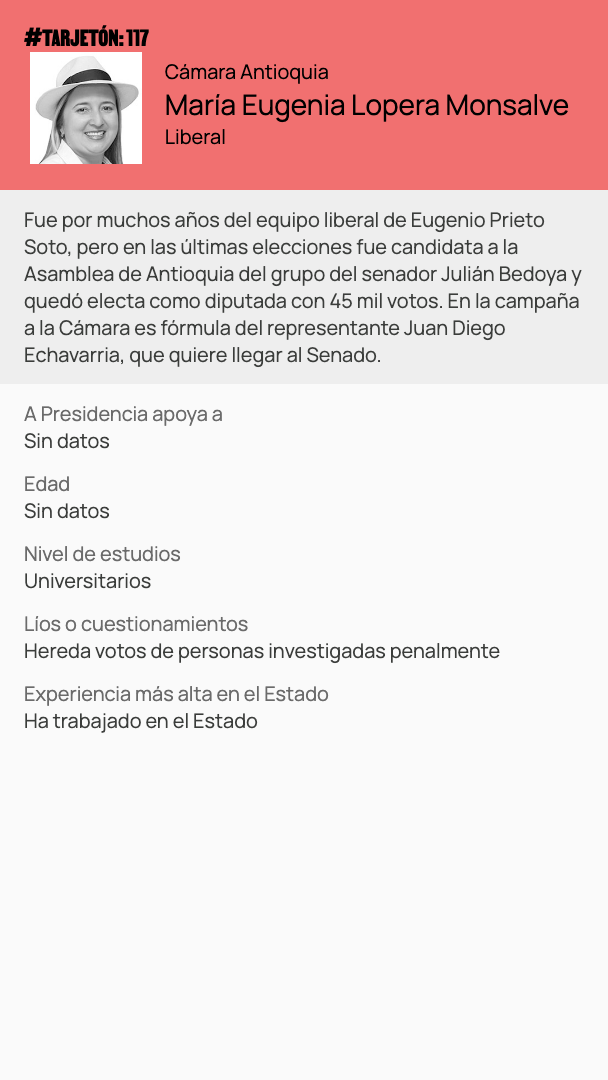 #TARJETÓN: 117
Cámara Antioquia
María Eugenia Lopera Monsalve
Liberal
Fue por muchos años del equipo liberal de Eugenio Prieto
Soto, pero en las últimas elecciones fue candidata a la
Asamblea de Antioquia del grupo del senador Julián Bedoya y
quedó electa como diputada con 45 mil votos. En la campaña
a la Cámara es fórmula del representante Juan Diego
Echavarria, que quiere llegar al Senado.
A Presidencia apoya a
Sin datos
Edad
Sin datos
Nivel de estudios
Universitarios
Líos o cuestionamientos
Hereda votos de personas investigadas penalmente
Experiencia más alta en el Estado
Ha trabajado en el Estado